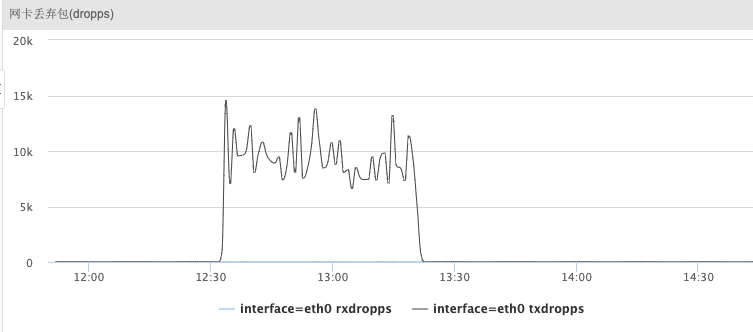 网卡丢弃包(dropps)
20k
15k
10k
5k
0
12:00 12:30 13:00 13:30 14:00 14:30
interface=eth0 rxdropps interface=eth0 txdropps